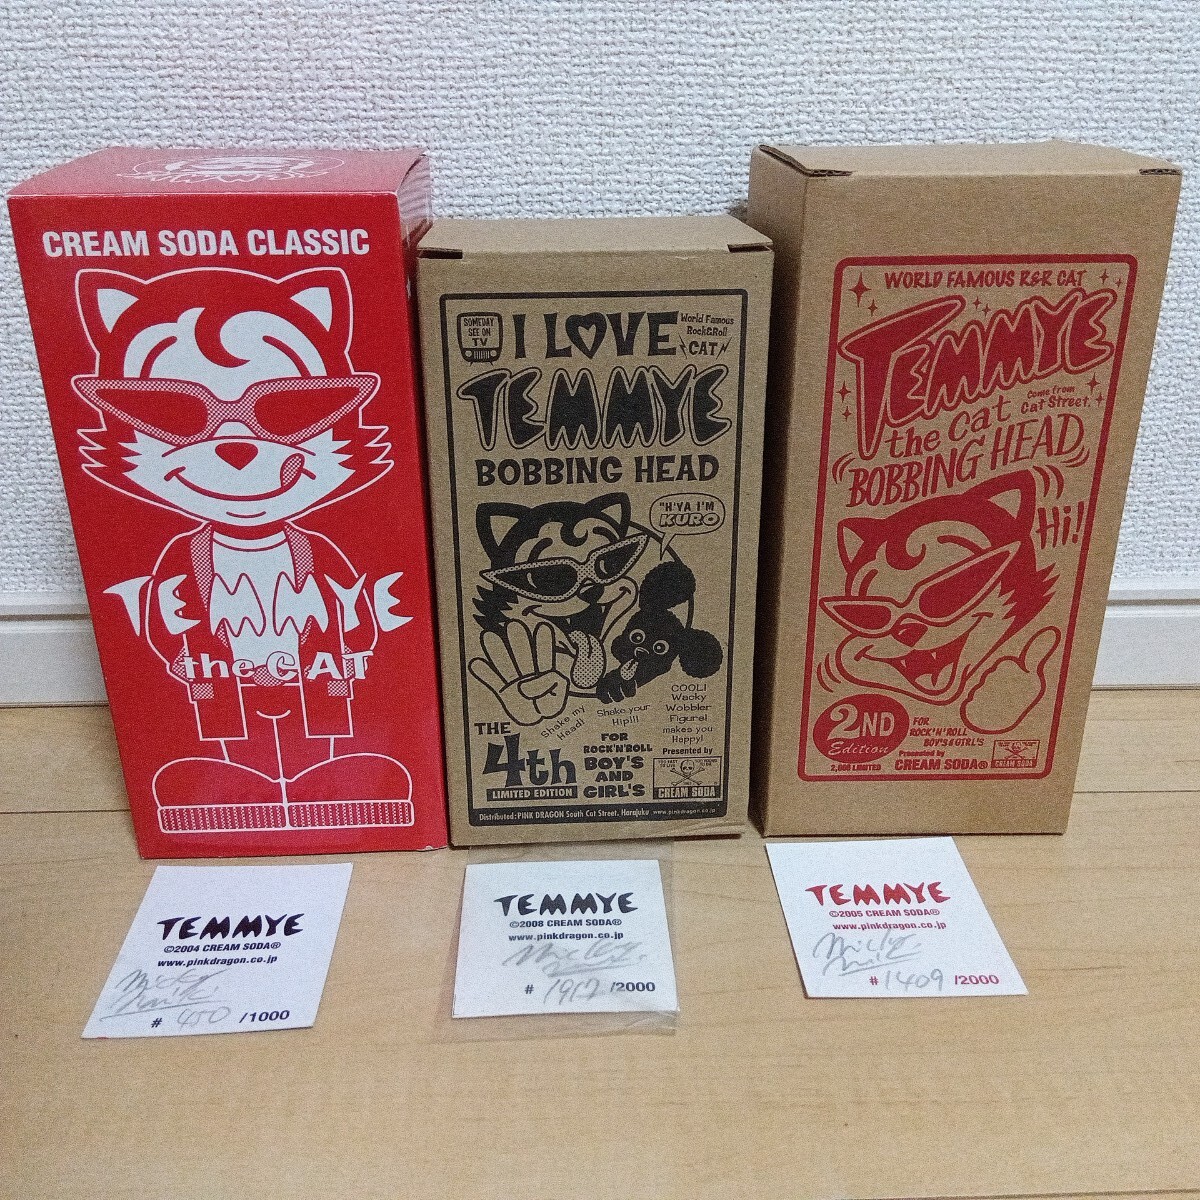 CREAM SODA CLASSIC
TEMMYE
the CAT
SOMEDAY
SEE ON
TV
I LOVE
World Famous
Rock&Roll
CAT
TEMMYE
BOBBING HEAD
"H'YA I'M
KURO
Shake my
Head!
Shake your
Hip!!!
COOL!
Wacky
Wobbler
Figure!
makes you
Happy!
THE
4th
LIMITED EDITION
FOR
ROCK'N'ROLL
BOY'S
AND
GIRL'S
Presented by
CREAM SODA
Distributed: PINK DRAGON South Cat Street. Harajuku www.pinkdragon.co.jp
WORLD FAMOUS R&R CAT
TEMMYE
the Cat
Come from
Cat Street.
BOBBING HEAD
Hi!
2ND
Edition
2,000 LIMITED
FOR
ROCK'N'ROLL
BOY'S & GIRL'S
Presented by
CREAM SODA®
CREAM SODA
TEMMYE
©2004 CREAM SODA®
www.pinkdragon.co.jp
# 450 /1000
TEMMYE
©2008 CREAM SODA®
www.pinkdragon.co.jp
# 1917 /2000
TEMMYE
©2005 CREAM SODA®
www.pinkdragon.co.jp
# 1409 /2000